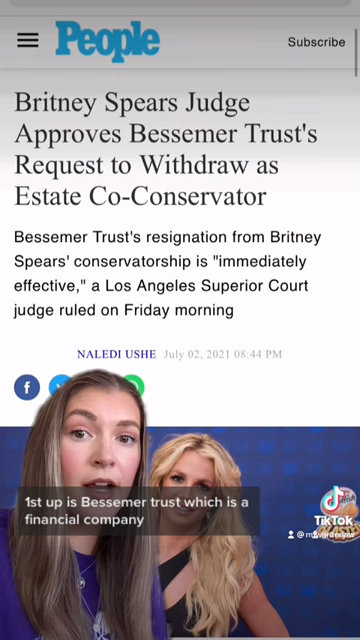 People
Subscribe
Britney Spears Judge
Approves Bessemer Trust's
Request to Withdraw as
Estate Co-Conservator
Bessemer Trust's resignation from Britney
Spears' conservatorship is "immediately
effective," a Los Angeles Superior Court
judge ruled on Friday morning
NALEDI USHE July 02, 2021 08:44 PM
f
1st up is Bessemer trust which is a
financial company
TikTok